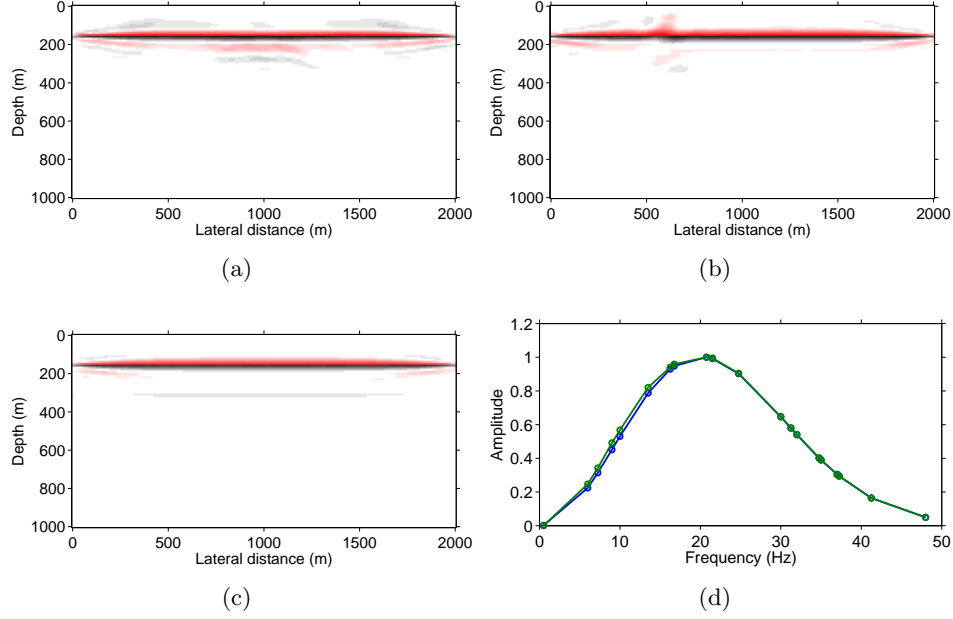 0
200
400
600
800
1000
Depth (m)
0 500 1000 1500 2000
Lateral distance (m)
(a)
0
200
400
600
800
1000
Depth (m)
0 500 1000 1500 2000
Lateral distance (m)
(b)
0
200
400
600
800
1000
Depth (m)
0 500 1000 1500 2000
Lateral distance (m)
(c)
1.2
1
0.8
0.6
0.4
0.2
0
Amplitude
0 10 20 30 40 50
Frequency (Hz)
(d)